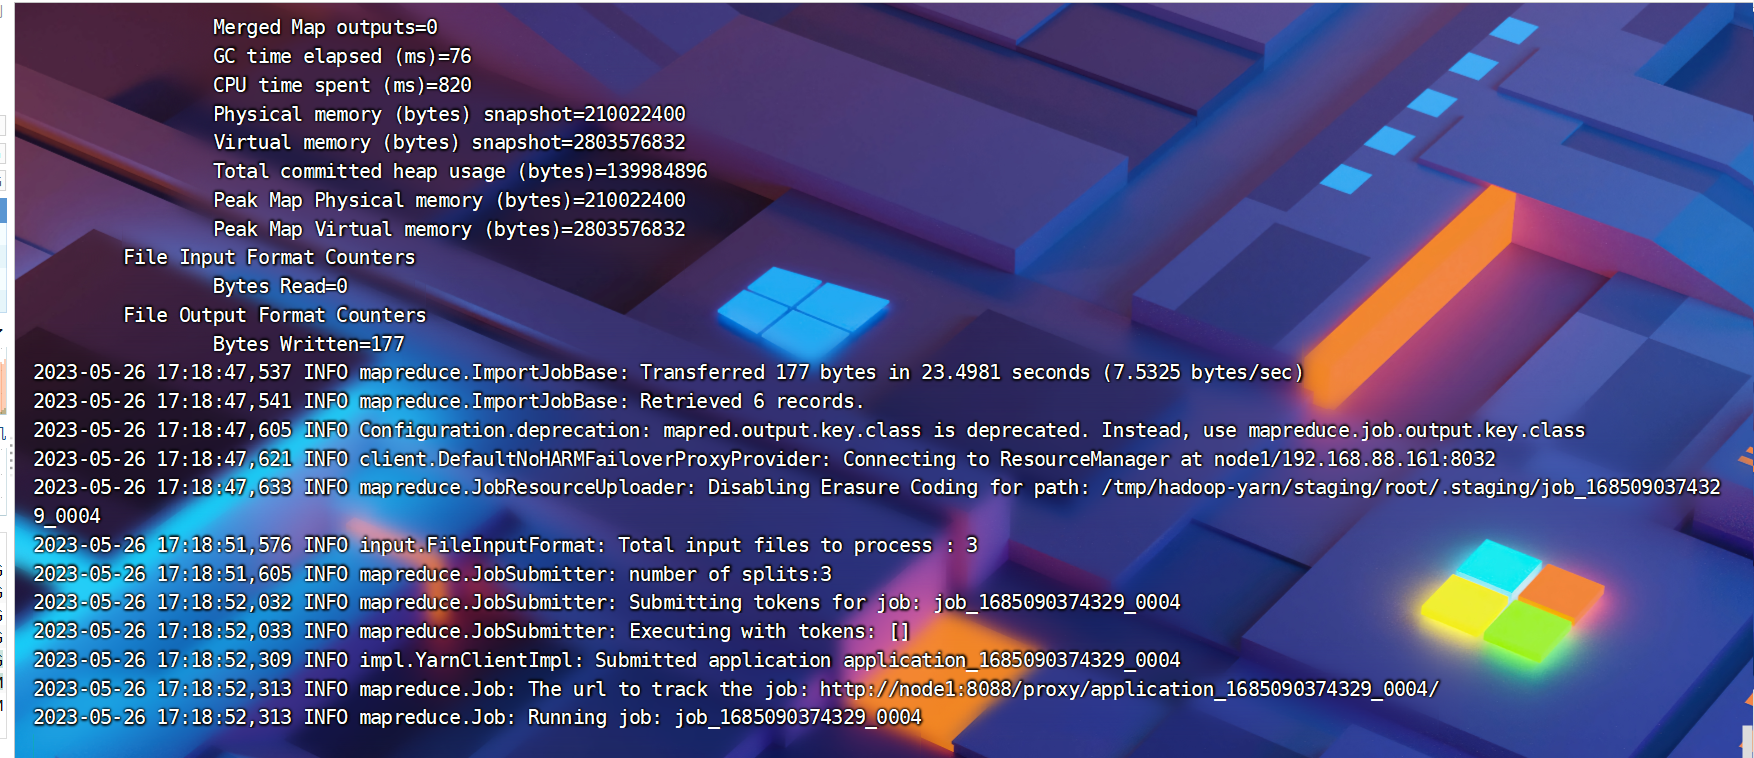 Merged Map outputs=0
GC time elapsed (ms)=76
CPU time spent (ms)=820
Physical memory (bytes) snapshot=210022400
Virtual memory (bytes) snapshot=2803576832
Total committed heap usage (bytes)=139984896
Peak Map Physical memory (bytes)=210022400
Peak Map Virtual memory (bytes)=2803576832
File Input Format Counters
Bytes Read=0
File Output Format Counters
Bytes Written=177
2023-05-26 17:18:47,537 INFO mapreduce.ImportJobBase: Transferred 177 bytes in 23.4981 seconds (7.5325 bytes/sec)
2023-05-26 17:18:47,541 INFO mapreduce.ImportJobBase: Retrieved 6 records.
2023-05-26 17:18:47,605 INFO Configuration.deprecation: mapred.output.key.class is deprecated. Instead, use mapreduce.job.output.key.class
2023-05-26 17:18:47,621 INFO client.DefaultNoHARMFailoverProxyProvider: Connecting to ResourceManager at node1/192.168.88.161:8032
2023-05-26 17:18:47,633 INFO mapreduce.JobResourceUploader: Disabling Erasure Coding for path: /tmp/hadoop-yarn/staging/root/.staging/job_168509037432
9_0004
2023-05-26 17:18:51,576 INFO input.FileInputFormat: Total input files to process : 3
2023-05-26 17:18:51,605 INFO mapreduce.JobSubmitter: number of splits:3
2023-05-26 17:18:52,032 INFO mapreduce.JobSubmitter: Submitting tokens for job: job_1685090374329_0004
2023-05-26 17:18:52,033 INFO mapreduce.JobSubmitter: Executing with tokens: []
2023-05-26 17:18:52,309 INFO impl.YarnClientImpl: Submitted application application_1685090374329_0004
2023-05-26 17:18:52,313 INFO mapreduce.Job: The url to track the job: http://node1:8088/proxy/application_1685090374329_0004/
2023-05-26 17:18:52,313 INFO mapreduce.Job: Running job: job_1685090374329_0004